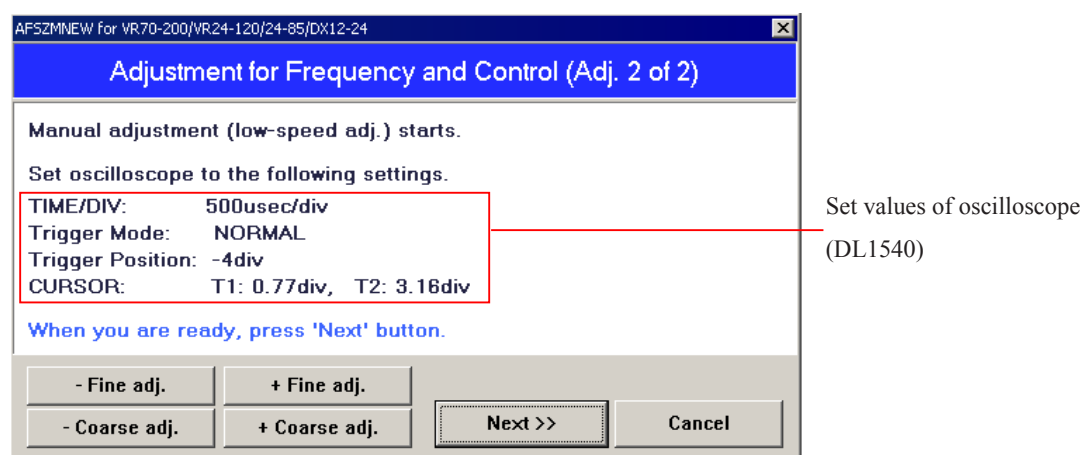 AFSZMNEW for VR70-200/VR24-120/24-85/DX12-24
Adjustment for Frequency and Control (Adj. 2 of 2)
Manual adjustment (low-speed adj.) starts.
Set oscilloscope to the following settings.
TIME/DIV: 500usec/div
Trigger Mode: NORMAL
Trigger Position: -4div
CURSOR: T1: 0.77div, T2: 3.16div
When you are ready, press 'Next' button.
- Fine adj. + Fine adj.
- Coarse adj. + Coarse adj. Next >> Cancel
Set values of oscilloscope
(DL1540)